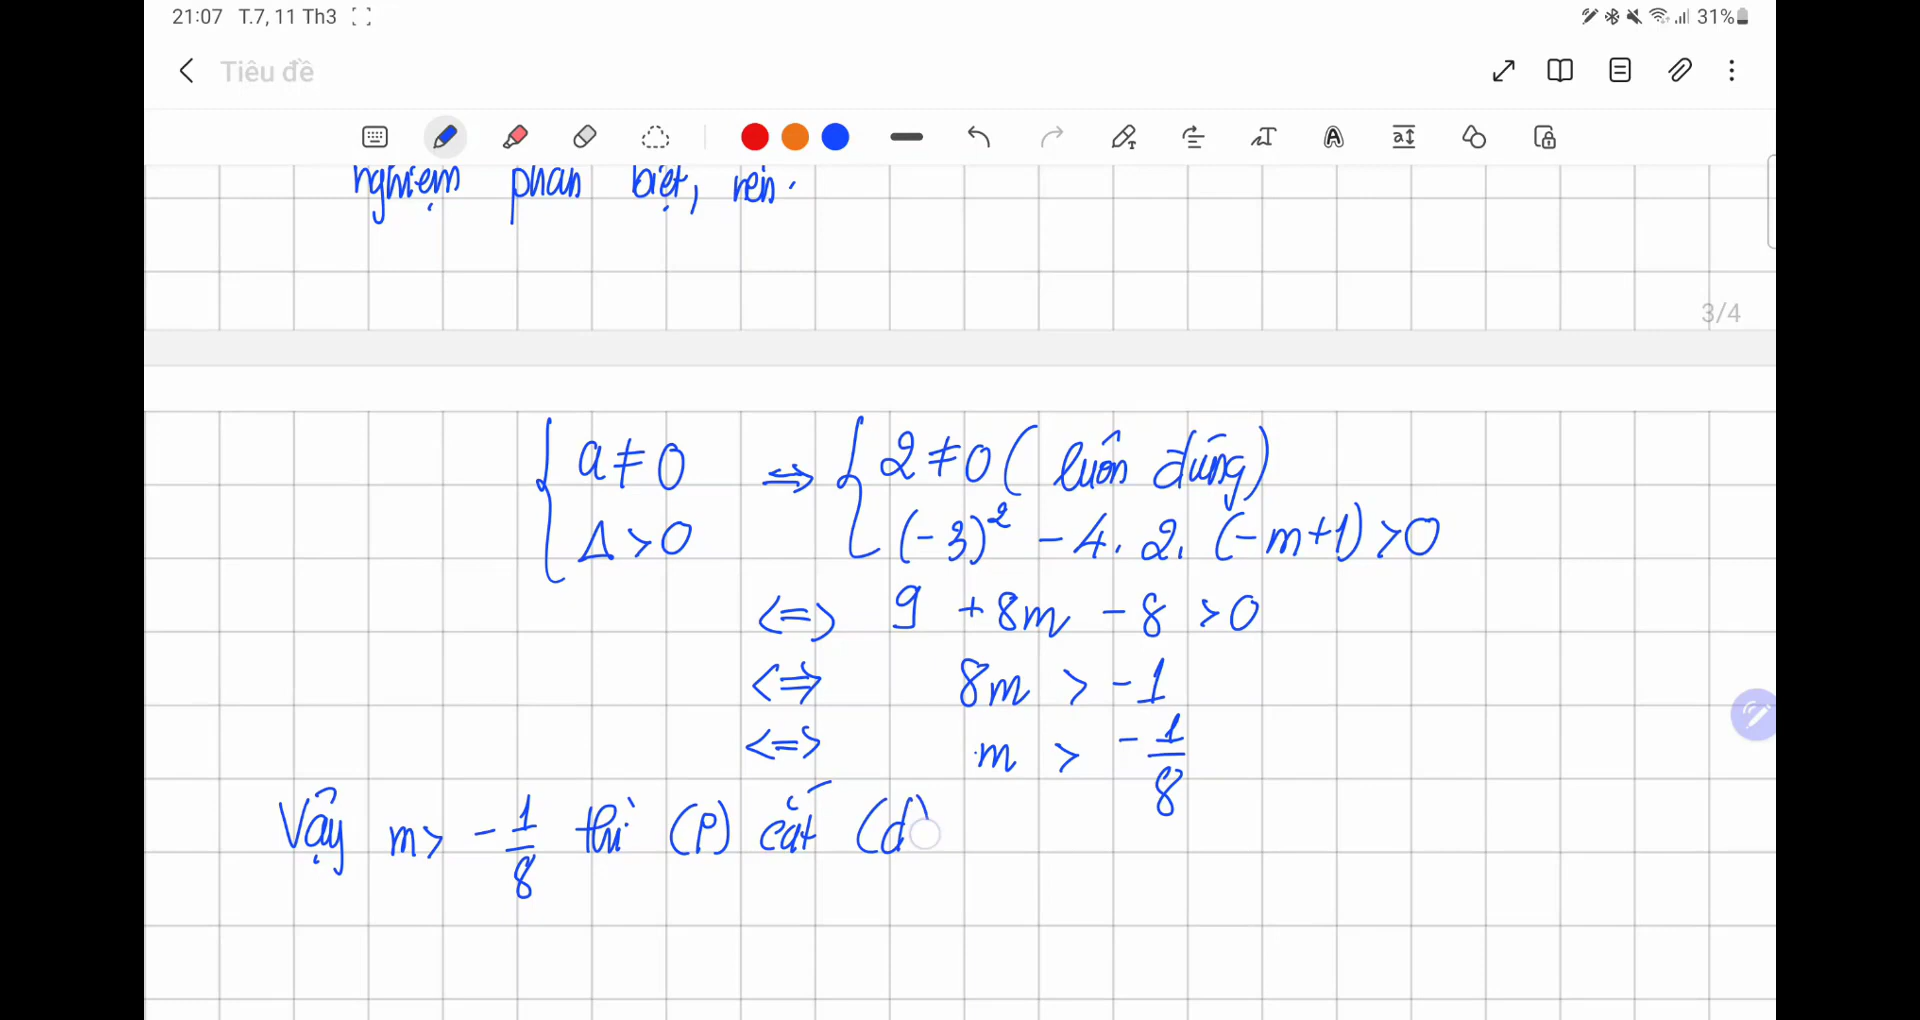 21:07 T.7, 11 Th3 31%
Tiêu đề
nghiệm phân biệt, nên.
3/4
{ a ≠ 0 ⇔ { 2 ≠ 0 ( luôn đúng)
Δ > 0 (-3)² - 4. 2. (-m+1) > 0
<=> 9 + 8m - 8 > 0
<=> 8m > -1
<=> m > -1/8
Vậy m > -1/8 thì (P) cắt (d)